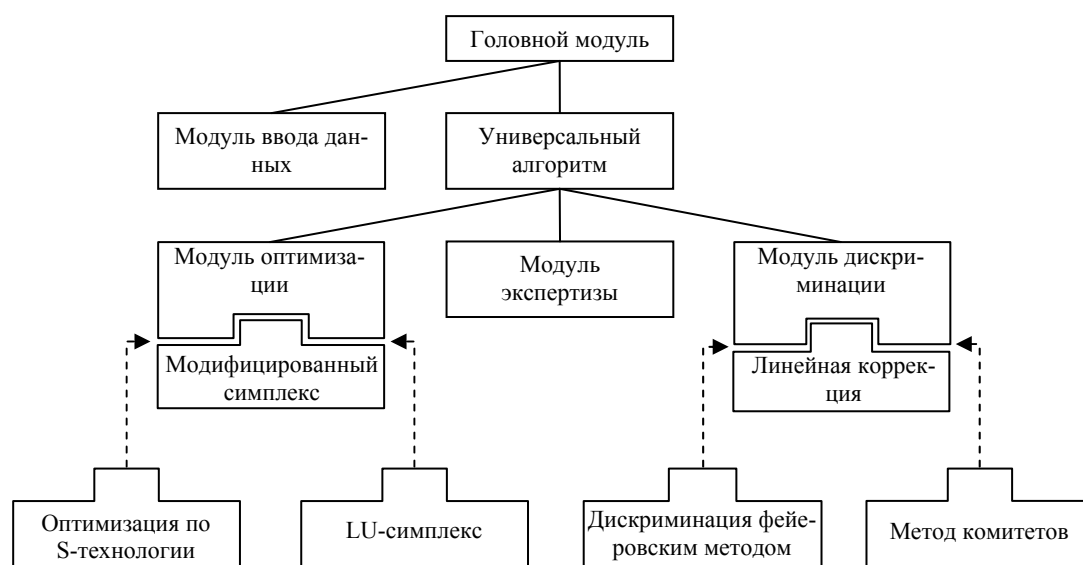 Головной модуль
Модуль ввода дан-
ных
Универсальный
алгоритм
Модуль оптимиза-
ции
Модуль
экспертизы
Модуль дискри-
минации
Модифицированный
симплекс
Линейная коррек-
ция
Оптимизация по
S-технологии
LU-симплекс
Дискриминация фейе-
ровским методом
Метод комитетов